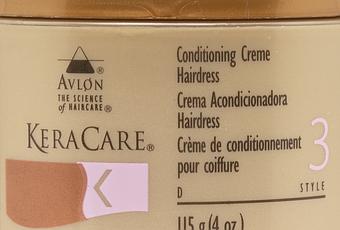 AVLON®
THE SCIENCE
of HAIRCARE®
KERACARE®
Conditioning Creme
Hairdress
Crema Acondicionadora
Hairdress
Crème de conditionnement
pour coiffure
3
D STYLE
115 g (4 oz.)